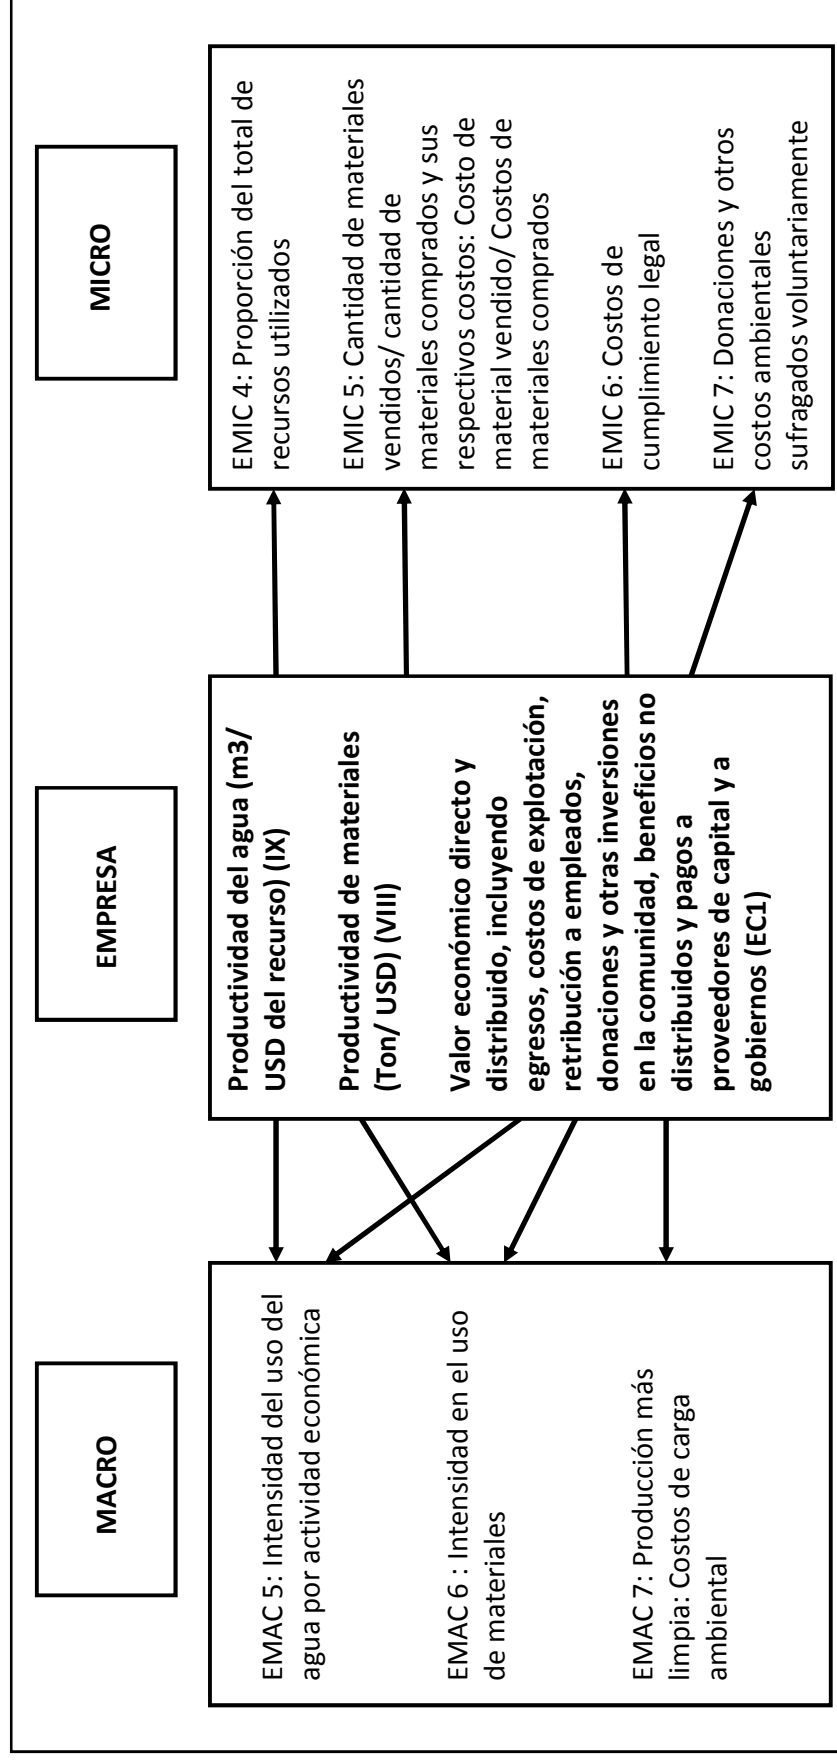 MACRO
EMPRESA
MICRO
EMAC 5: Intensidad del uso del
agua por actividad económica
EMAC 6 : Intensidad en el uso
de materiales
EMAC 7: Producción más
limpia: Costos de carga
ambiental
Productividad del agua (m3/
USD del recurso) (IX)
Productividad de materiales
(Ton/ USD) (VIII)
Valor económico directo y
distribuido, incluyendo
egresos, costos de explotación,
retribución a empleados,
donaciones y otras inversiones
en la comunidad, beneficios no
distribuidos y pagos a
proveedores de capital y a
gobiernos (EC1)
EMIC 4: Proporción del total de
recursos utilizados
EMIC 5: Cantidad de materiales
vendidos/ cantidad de
materiales comprados y sus
respectivos costos: Costo de
material vendido/ Costos de
materiales comprados
EMIC 6: Costos de
cumplimiento legal
EMIC 7: Donaciones y otros
costos ambientales
sufragados voluntariamente